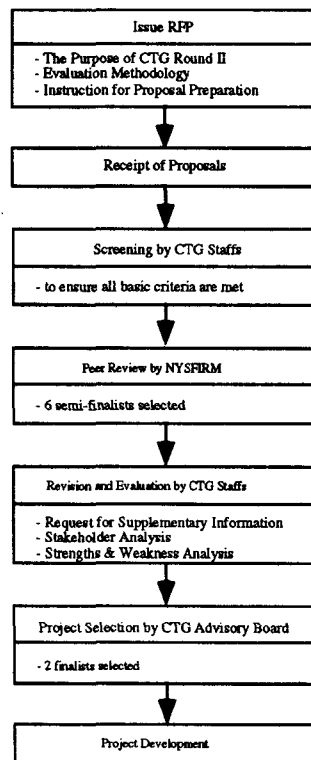 Issue RFP
- The Purpose of CTG Round II
- Evaluation Methodology
- Instruction for Proposal Preparation
Receipt of Proposals
Screening by CTG Staffs
- to ensure all basic criteria are met
Peer Review by NYSFIRM
- 6 semi-finalists selected
Revision and Evaluation by CTG Staffs
- Request for Supplementary Information
- Stakeholder Analysis
- Strengths & Weakness Analysis
Project Selection by CTG Advisory Board
- 2 finalists selected
Project Development